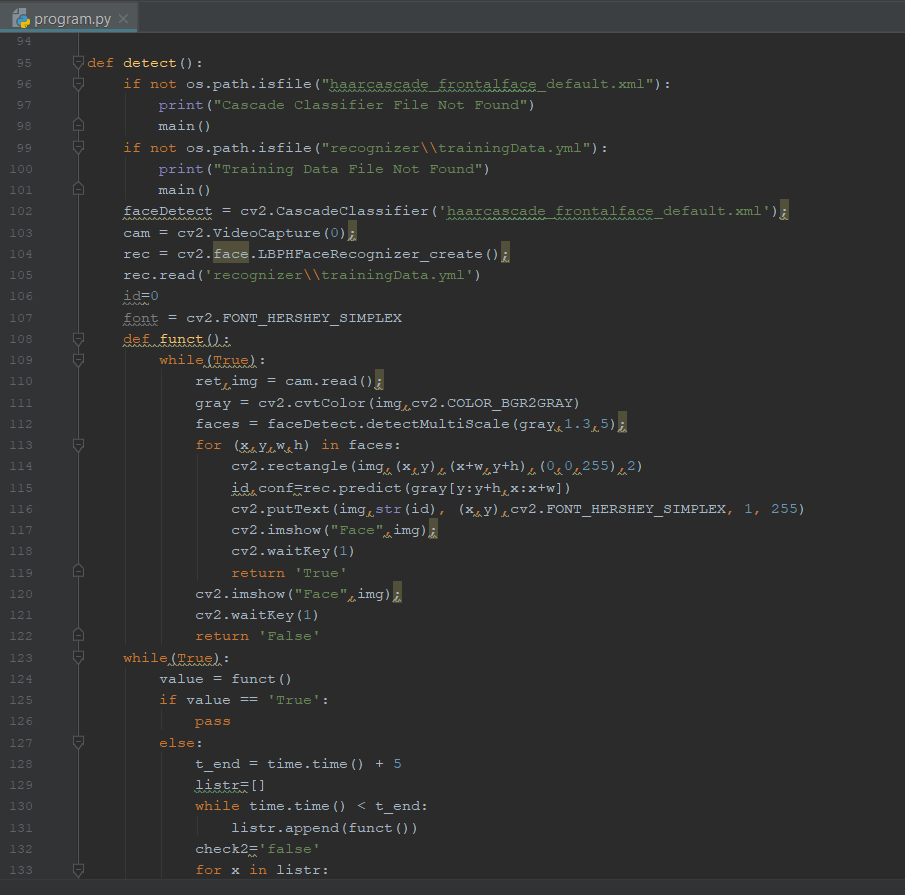 program.py
94
95 def detect():
96     if not os.path.isfile("haarcascade_frontalface_default.xml"):
97         print("Cascade Classifier File Not Found")
98         main()
99     if not os.path.isfile("recognizer\\trainingData.yml"):
100         print("Training Data File Not Found")
101         main()
102     faceDetect = cv2.CascadeClassifier('haarcascade_frontalface_default.xml');
103     cam = cv2.VideoCapture(0);
104     rec = cv2.face.LBPHFaceRecognizer_create();
105     rec.read('recognizer\\trainingData.yml')
106     id=0
107     font = cv2.FONT_HERSHEY_SIMPLEX
108     def funct():
109         while(True):
110             ret,img = cam.read();
111             gray = cv2.cvtColor(img,cv2.COLOR_BGR2GRAY)
112             faces = faceDetect.detectMultiScale(gray,1.3,5);
113             for (x,y,w,h) in faces:
114                 cv2.rectangle(img,(x,y),(x+w,y+h),(0,0,255),2)
115                 id,conf=rec.predict(gray[y:y+h,x:x+w])
116                 cv2.putText(img,str(id), (x,y),cv2.FONT_HERSHEY_SIMPLEX, 1, 255)
117                 cv2.imshow("Face",img);
118                 cv2.waitKey(1)
119                 return 'True'
120             cv2.imshow("Face",img);
121             cv2.waitKey(1)
122             return 'False'
123     while(True):
124         value = funct()
125         if value == 'True':
126             pass
127         else:
128             t_end = time.time() + 5
129             listr=[]
130             while time.time() < t_end:
131                 listr.append(funct())
132             check2='false'
133             for x in listr: